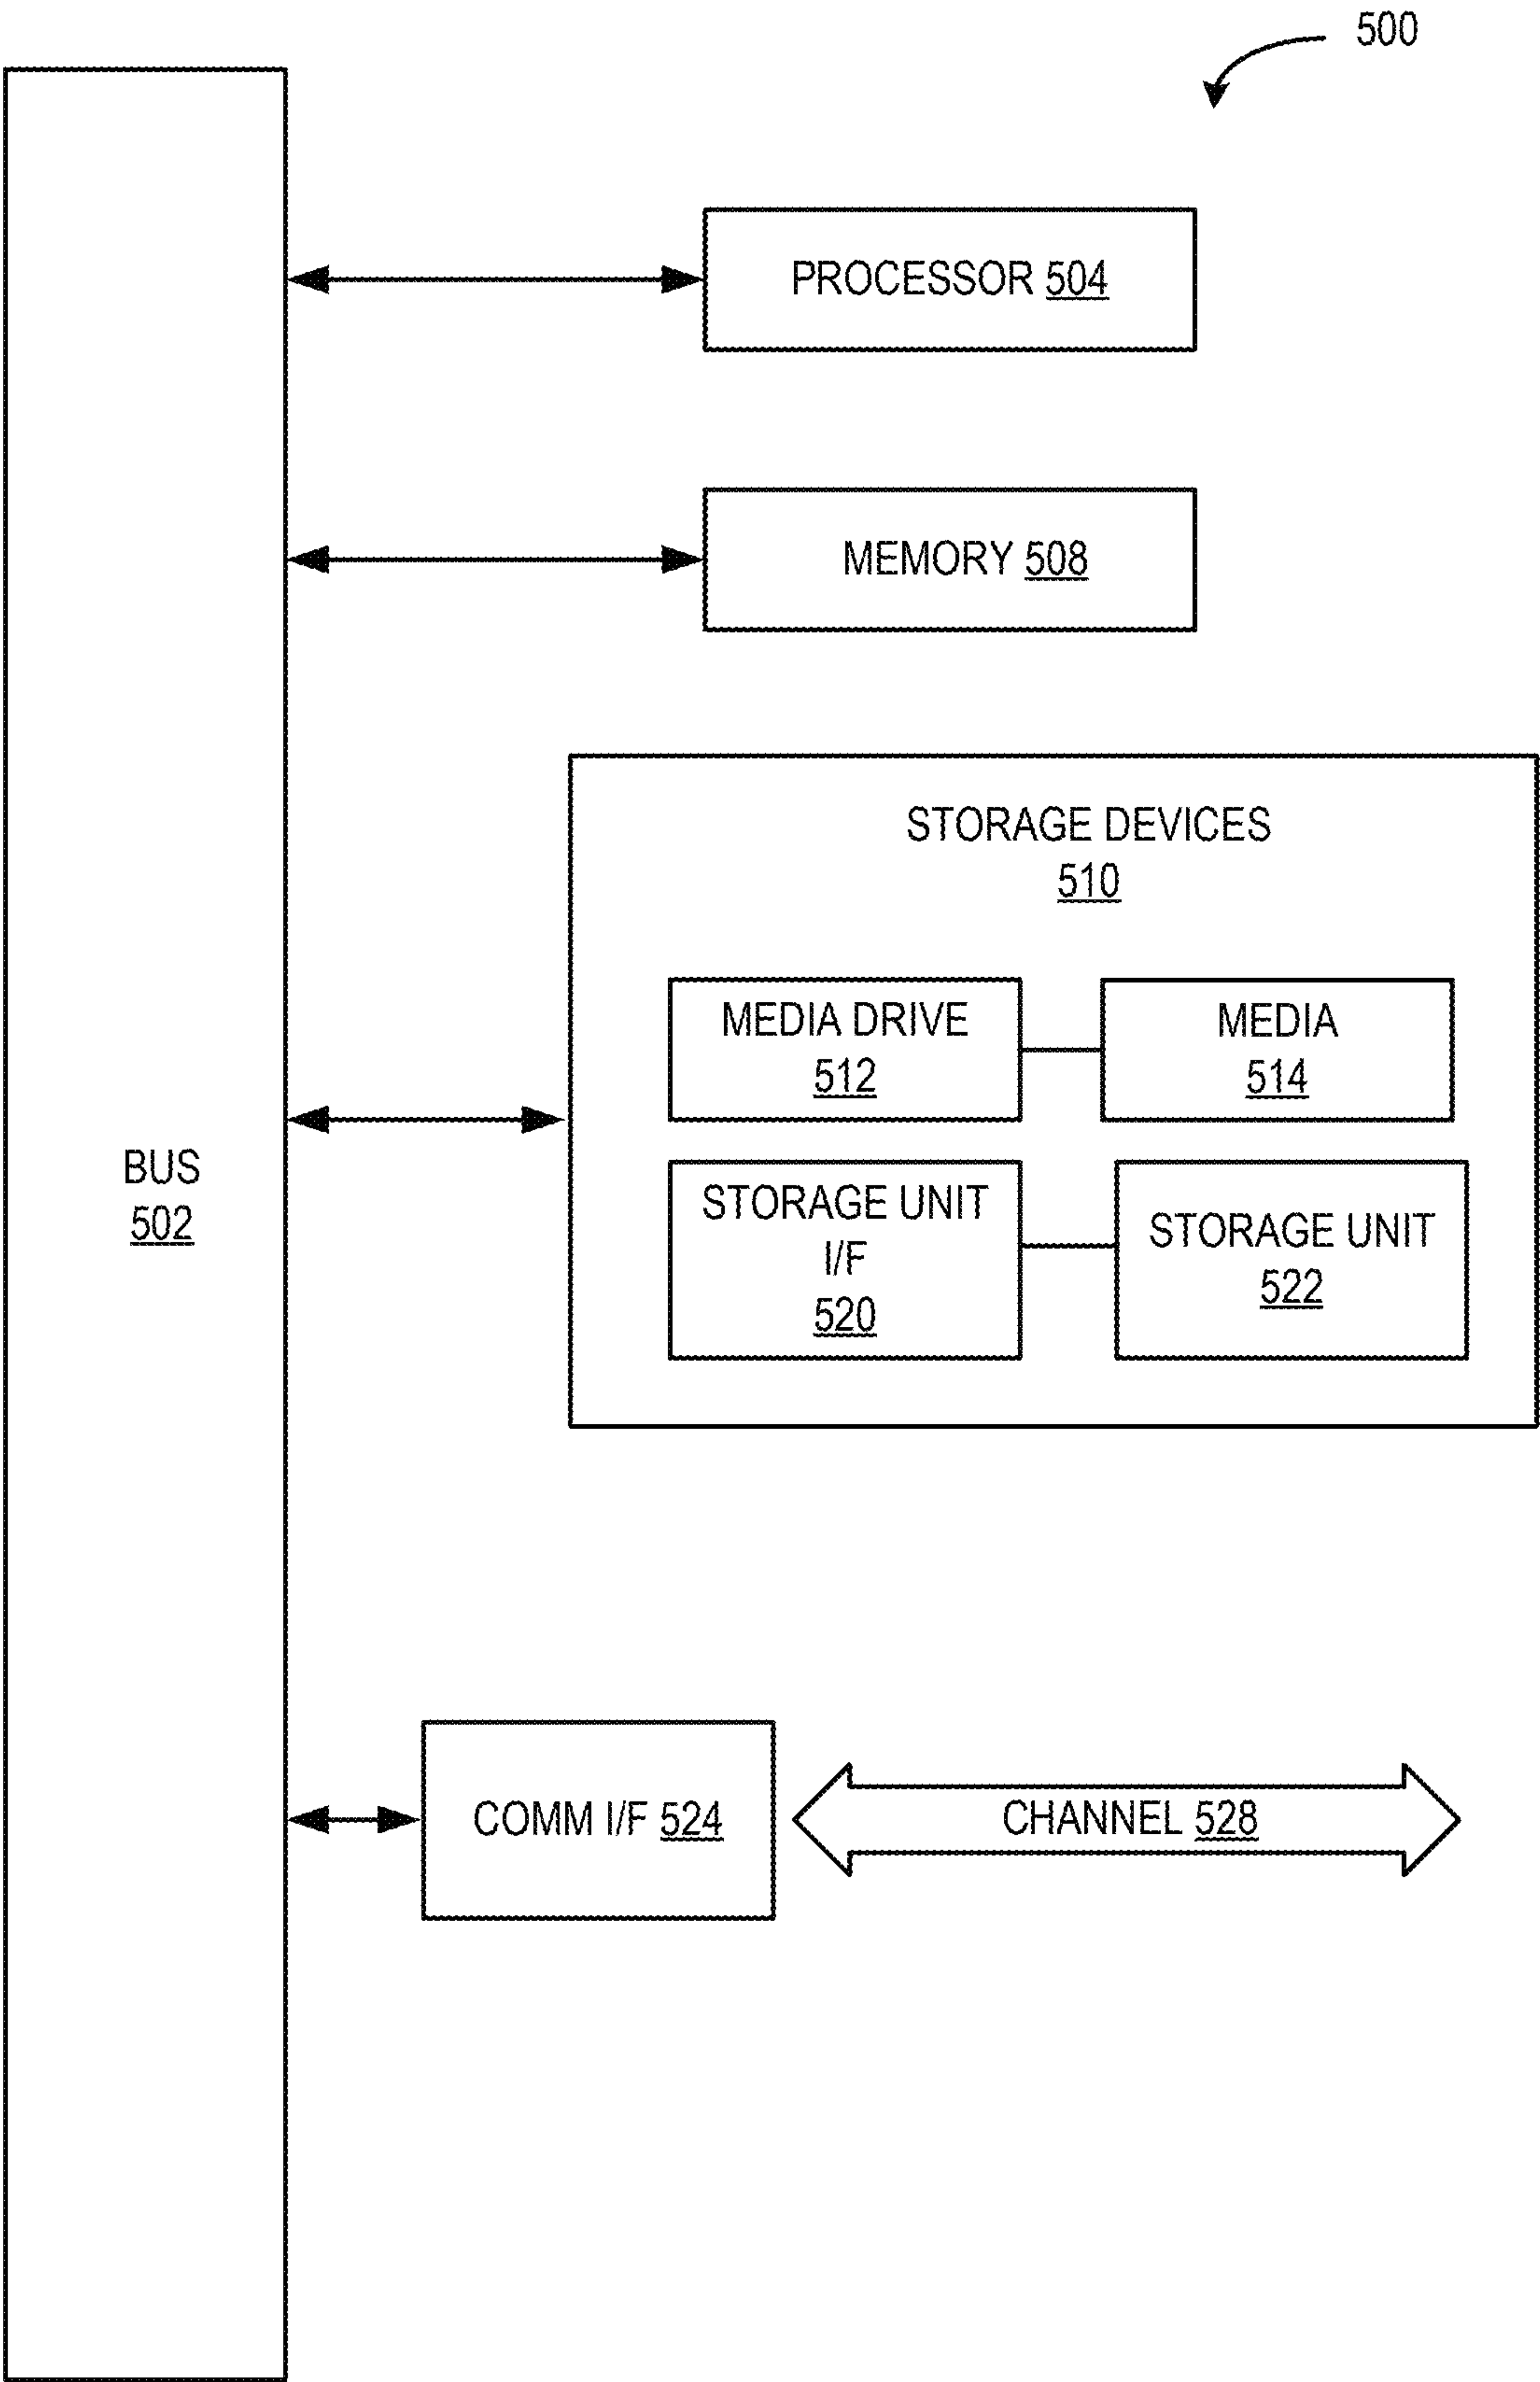 500
PROCESSOR 504
MEMORY 508
STORAGE DEVICES
510
MEDIA DRIVE
512
MEDIA
514
BUS
502
STORAGE UNIT
I/F
520
STORAGE UNIT
522
COMM I/F 524
CHANNEL 528